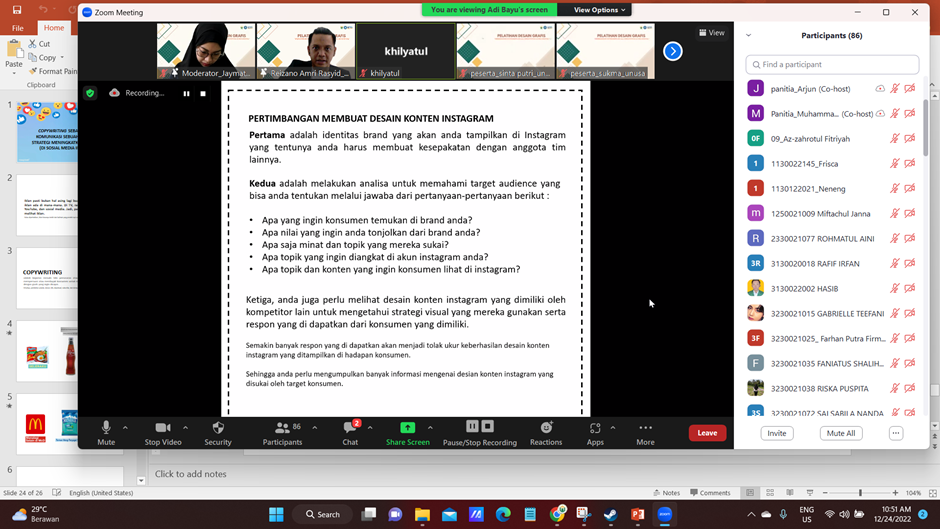 Zoom Meeting
You are viewing Adi Bayu's screen
View Options
File
Home
Cut
Copy
Format Pain
Paste
Clipboard
View
Moderator_Jaymat...
Reizano Amri Rasyid_...
khilyatul
khilyatul
peserta_sinta putri_un...
peserta_sukma_unusa
Recording...
PERTIMBANGAN MEMBUAT DESAIN KONTEN INSTAGRAM
Pertama adalah identitas brand yang akan anda tampilkan di Instagram
yang tentunya anda harus membuat kesepakatan dengan anggota tim
lainnya.
Kedua adalah melakukan analisa untuk memahami target audience yang
bisa anda tentukan melalui jawaba dari pertanyaan-pertanyaan berikut :
• Apa yang ingin konsumen temukan di brand anda?
• Apa nilai yang ingin anda tonjolkan dari brand anda?
• Apa saja minat dan topik yang mereka sukai?
• Apa topik yang ingin diangkat di akun instagram anda?
• Apa topik dan konten yang ingin konsumen lihat di instagram?
Ketiga, anda juga perlu melihat desain konten instagram yang dimiliki oleh
kompetitor lain untuk mengetahui strategi visual yang mereka gunakan serta
respon yang di dapatkan dari konsumen yang dimiliki.
Semakin banyak respon yang di dapatkan akan menjadi tolak ukur keberhasilan desain konten
instagram yang ditampilkan di hadapan konsumen.
Sehingga anda perlu mengumpulkan banyak informasi mengenai desain konten instagram yang
disukai oleh target konsumen.
Participants (86)
Find a participant
J panitia_Arjun (Co-host)
M Panitia_Muhamma... (Co-host)
0F 09_Az-zahrotul Fitriyah
1 1130022145_Frisca
1 1130122021_Neneng
m 1250021009 Miftachul Janna
R 2330021077 ROHMATUL AINI
3R 3130020018 RAFIF IRFAN
3130022002 HASIB
3230021015 GABRIELLE TEEFANI
3F 3230021025_ Farhan Putra Firm...
F 3230021035 FANIATUS SHALIH...
3230021038 RISKA PUSPITA
3S 3230021072 SALSABILA NANDA
Invite
Mute All
Mute
Stop Video
Security
86
Participants
2
Chat
Share Screen
Pause/Stop Recording
Reactions
Apps
More
Leave
1
2
3
COPYWRITING
4
5
6
Click to add notes
Slide 24 of 26
English (United States)
Notes
Comments
104%
29°C
Berawan
Search
ENG
US
10:51 AM
12/24/2022
2